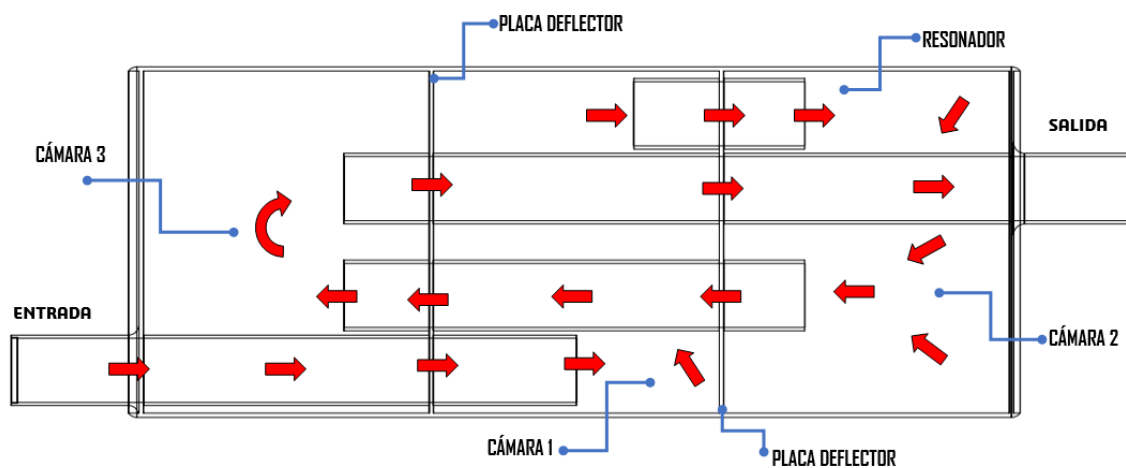 PLACA DEFLECTOR
RESONADOR
SALIDA
CÁMARA 3
ENTRADA
CÁMARA 2
CÁMARA 1
PLACA DEFLECTOR